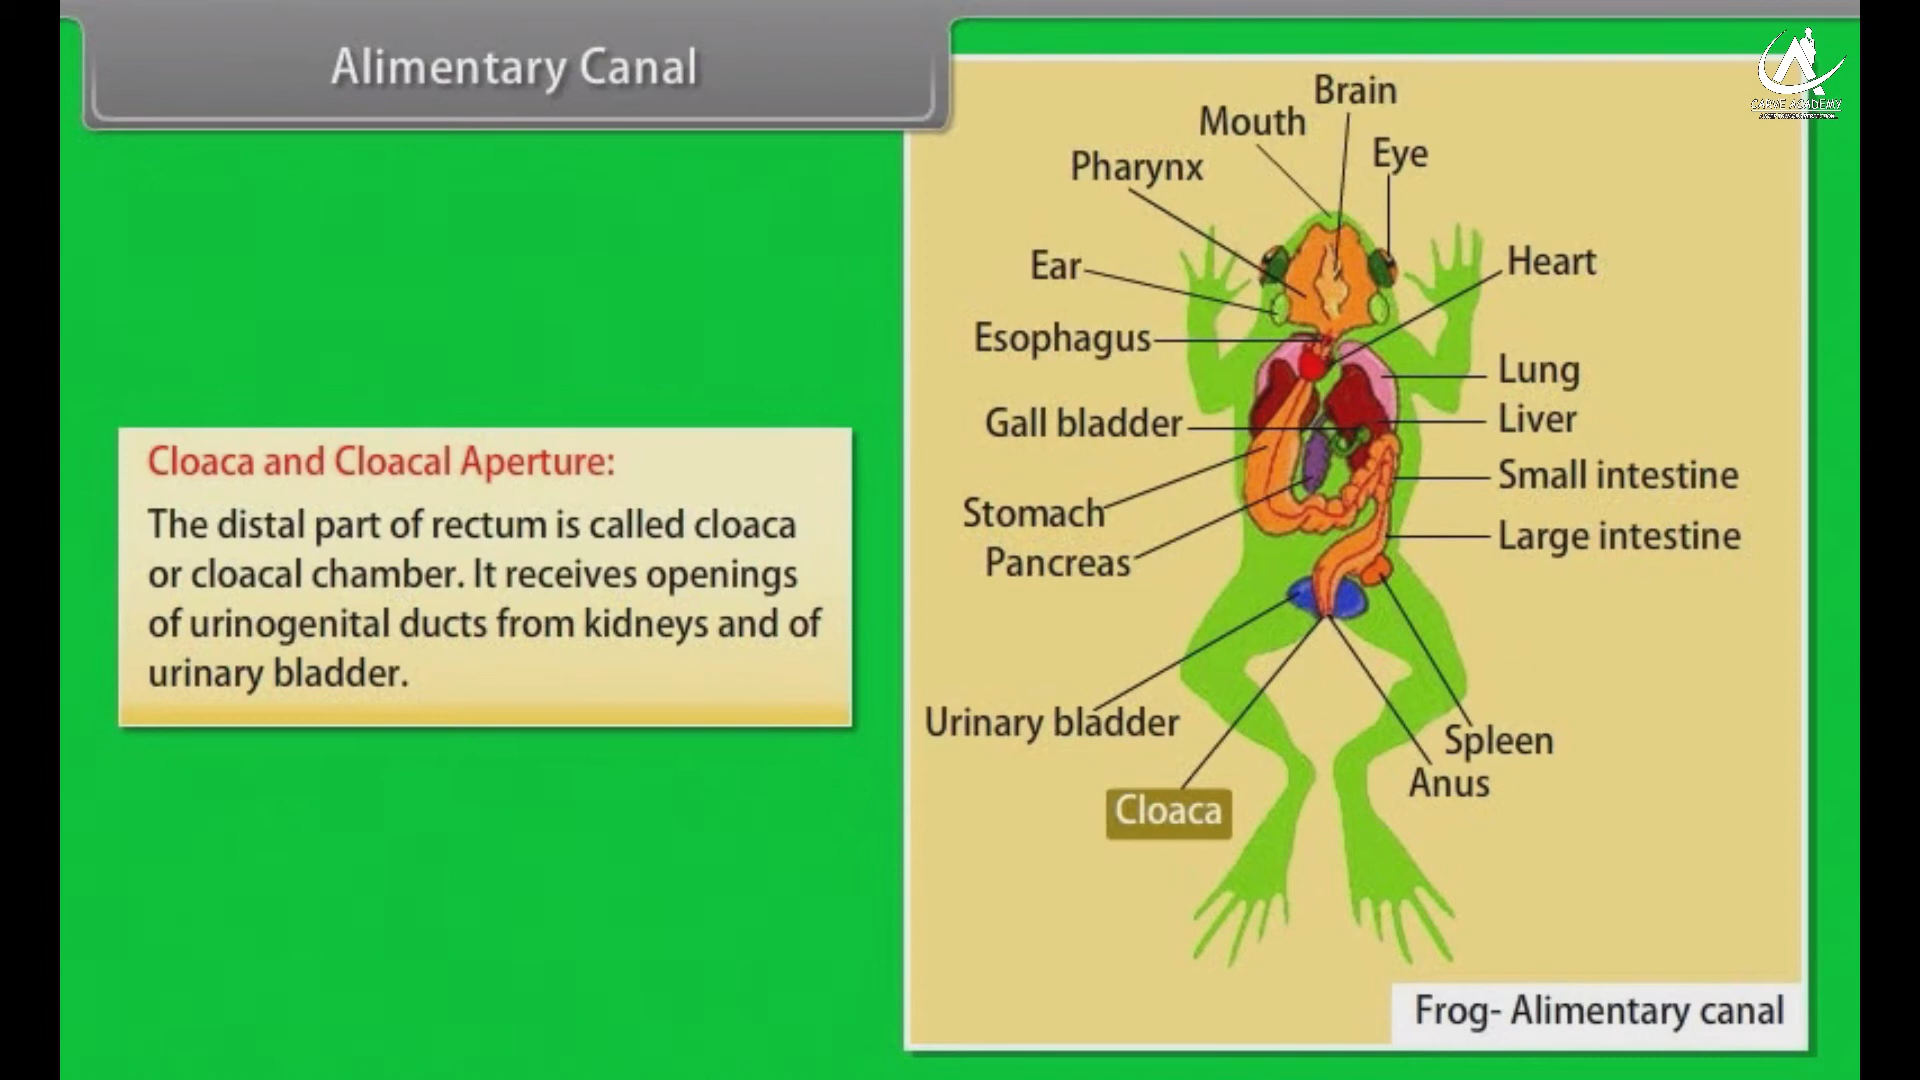 Alimentary Canal
CARVE ACADEMY
Brain
Mouth
Eye
Pharynx
Ear
Heart
Esophagus
Lung
Gall bladder
Liver
Small intestine
Stomach
Large intestine
Pancreas
Urinary bladder
Spleen
Anus
Cloaca
Cloaca and Cloacal Aperture:
The distal part of rectum is called cloaca
or cloacal chamber. It receives openings
of urinogenital ducts from kidneys and of
urinary bladder.
Frog- Alimentary canal